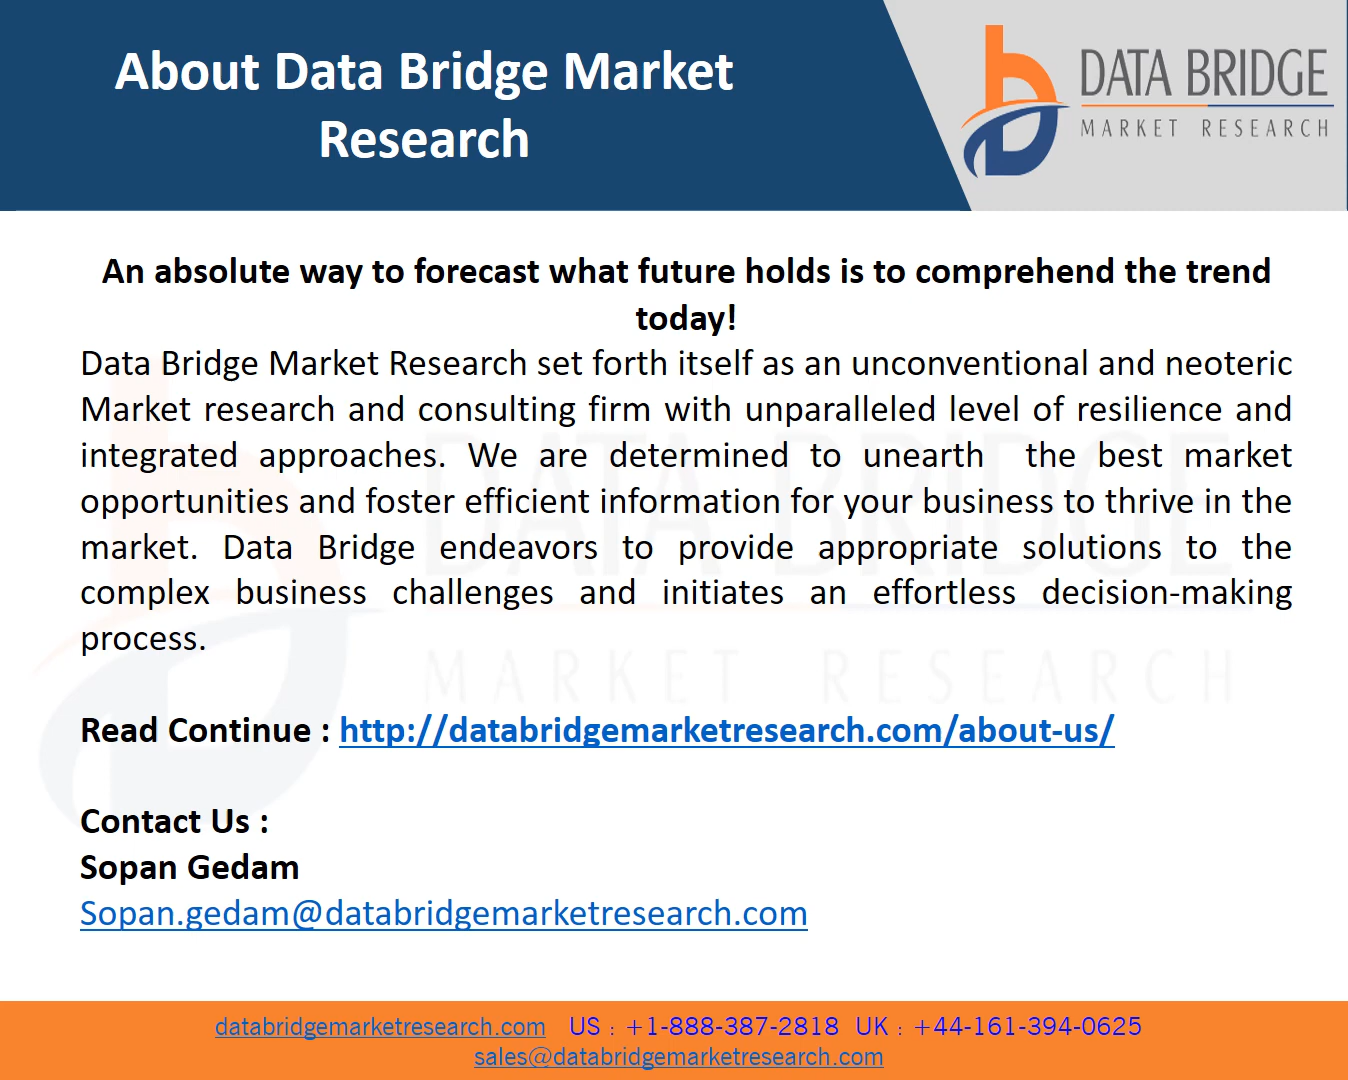 About Data Bridge Market
Research
DATA BRIDGE
MARKET RESEARCH
An absolute way to forecast what future holds is to comprehend the trend
today!
Data Bridge Market Research set forth itself as an unconventional and neoteric
Market research and consulting firm with unparalleled level of resilience and
integrated approaches. We are determined to unearth the best market
opportunities and foster efficient information for your business to thrive in the
market. Data Bridge endeavors to provide appropriate solutions to the
complex business challenges and initiates an effortless decision-making
process.
DATA BRIDGE
MARKET RESEARCH
Read Continue : http://databridgemarketresearch.com/about-us/
Contact Us :
Sopan Gedam
Sopan.gedam@databridgemarketresearch.com
databridgemarketresearch.com US : +1-888-387-2818 UK : +44-161-394-0625
sales@databridgemarketresearch.com